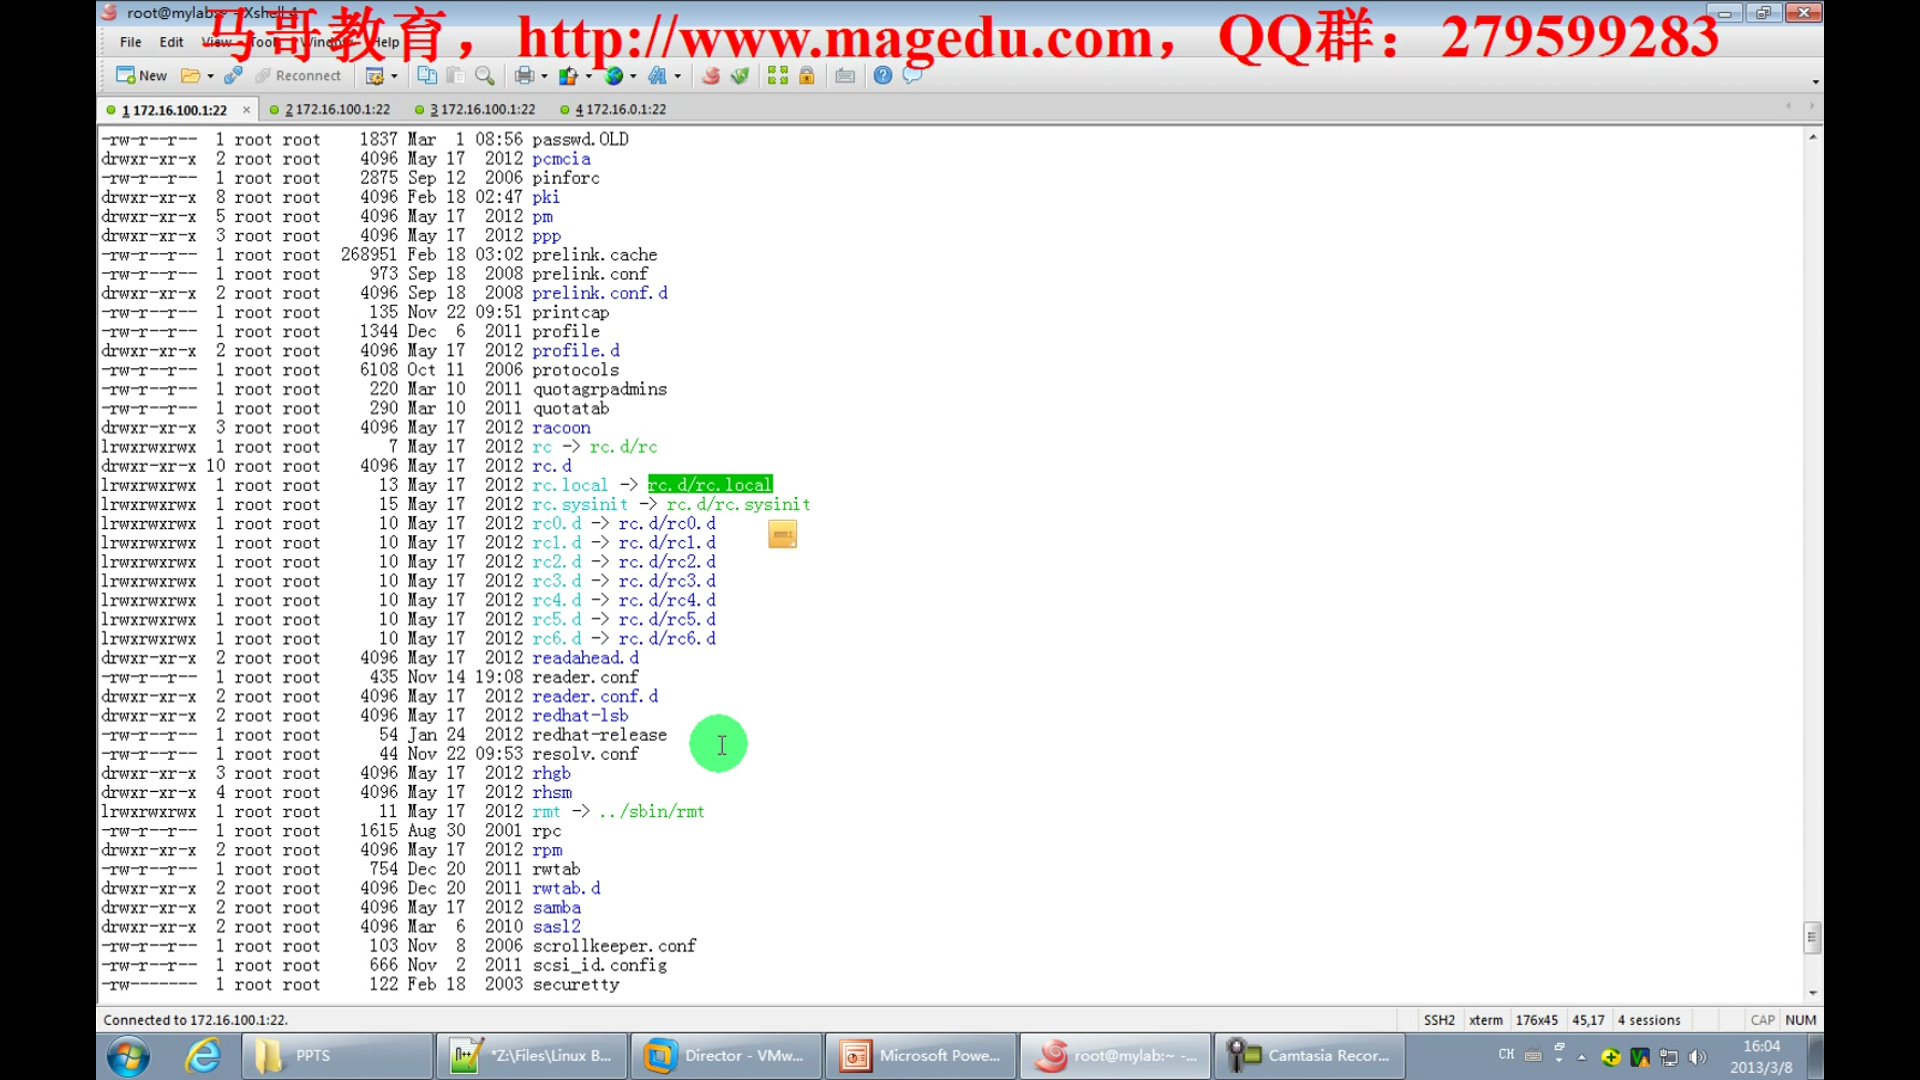 root@mylab:~ - Xshell 4
马哥教育，http://www.magedu.com，QQ群：279599283
File Edit View Tools Window Help
New Reconnect
1 172.16.100.1:22 2 172.16.100.1:22 3 172.16.100.1:22 4 172.16.0.1:22
-rw-r--r-- 1 root root 1837 Mar 1 08:56 passwd.OLD
drwxr-xr-x 2 root root 4096 May 17 2012 pcmcia
-rw-r--r-- 1 root root 2875 Sep 12 2006 pinforc
drwxr-xr-x 8 root root 4096 Feb 18 02:47 pki
drwxr-xr-x 5 root root 4096 May 17 2012 pm
drwxr-xr-x 3 root root 4096 May 17 2012 ppp
-rw-r--r-- 1 root root 268951 Feb 18 03:02 prelink.cache
-rw-r--r-- 1 root root 973 Sep 18 2008 prelink.conf
drwxr-xr-x 2 root root 4096 Sep 18 2008 prelink.conf.d
-rw-r--r-- 1 root root 135 Nov 22 09:51 printcap
-rw-r--r-- 1 root root 1344 Dec 6 2011 profile
drwxr-xr-x 2 root root 4096 May 17 2012 profile.d
-rw-r--r-- 1 root root 6108 Oct 11 2006 protocols
-rw-r--r-- 1 root root 220 Mar 10 2011 quotagrpadmins
-rw-r--r-- 1 root root 290 Mar 10 2011 quotatab
drwxr-xr-x 3 root root 4096 May 17 2012 racoon
lrwxrwxrwx 1 root root 7 May 17 2012 rc -> rc.d/rc
drwxr-xr-x 10 root root 4096 May 17 2012 rc.d
lrwxrwxrwx 1 root root 13 May 17 2012 rc.local -> rc.d/rc.local
lrwxrwxrwx 1 root root 15 May 17 2012 rc.sysinit -> rc.d/rc.sysinit
lrwxrwxrwx 1 root root 10 May 17 2012 rc0.d -> rc.d/rc0.d
lrwxrwxrwx 1 root root 10 May 17 2012 rc1.d -> rc.d/rc1.d
lrwxrwxrwx 1 root root 10 May 17 2012 rc2.d -> rc.d/rc2.d
lrwxrwxrwx 1 root root 10 May 17 2012 rc3.d -> rc.d/rc3.d
lrwxrwxrwx 1 root root 10 May 17 2012 rc4.d -> rc.d/rc4.d
lrwxrwxrwx 1 root root 10 May 17 2012 rc5.d -> rc.d/rc5.d
lrwxrwxrwx 1 root root 10 May 17 2012 rc6.d -> rc.d/rc6.d
drwxr-xr-x 2 root root 4096 May 17 2012 readahead.d
-rw-r--r-- 1 root root 435 Nov 14 19:08 reader.conf
drwxr-xr-x 2 root root 4096 May 17 2012 reader.conf.d
drwxr-xr-x 2 root root 4096 May 17 2012 redhat-lsb
-rw-r--r-- 1 root root 54 Jan 24 2012 redhat-release
-rw-r--r-- 1 root root 44 Nov 22 09:53 resolv.conf
drwxr-xr-x 3 root root 4096 May 17 2012 rhgb
drwxr-xr-x 4 root root 4096 May 17 2012 rhsm
lrwxrwxrwx 1 root root 11 May 17 2012 rmt -> ../sbin/rmt
-rw-r--r-- 1 root root 1615 Aug 30 2001 rpc
drwxr-xr-x 2 root root 4096 May 17 2012 rpm
-rw-r--r-- 1 root root 754 Dec 20 2011 rwtab
drwxr-xr-x 2 root root 4096 Dec 20 2011 rwtab.d
drwxr-xr-x 2 root root 4096 May 17 2012 samba
drwxr-xr-x 2 root root 4096 Mar 6 2010 sasl2
-rw-r--r-- 1 root root 103 Nov 8 2006 scrollkeeper.conf
-rw-r--r-- 1 root root 666 Nov 2 2011 scsi_id.config
-rw------- 1 root root 122 Feb 18 2003 securetty
Connected to 172.16.100.1:22. SSH2 xterm 176x45 45,17 4 sessions CAP NUM
PPTS *Z:\Files\Linux B... Director - VMw... Microsoft Powe... root@mylab:~ -... Camtasia Recor... CH 16:04
2013/3/8